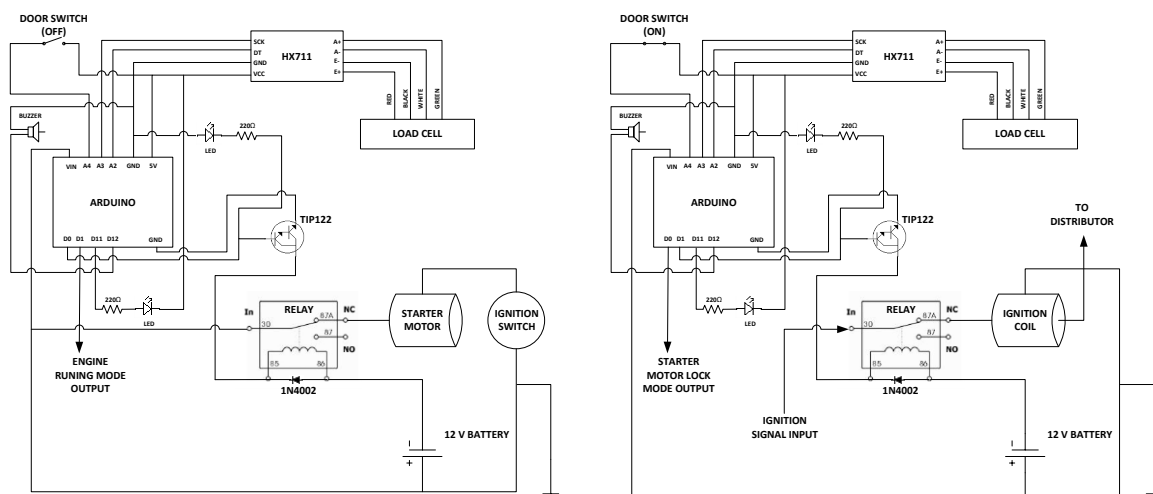 DOOR SWITCH
(OFF)
SCK
DT
GND
VCC
HX711
A+
A-
E-
E+
RED
BLACK
WHITE
GREEN
LOAD CELL
BUZZER
LED
220Ω
VIN
A4
A3
A2
GND
5V
ARDUINO
D0
D1
D11
D12
GND
TIP122
220Ω
LED
In
RELAY
30
87A
NC
87
NO
85
86
1N4002
STARTER
MOTOR
IGNITION
SWITCH
ENGINE
RUNING MODE
OUTPUT
12 V BATTERY
-
+
DOOR SWITCH
(ON)
SCK
DT
GND
VCC
HX711
A+
A-
E-
E+
RED
BLACK
WHITE
GREEN
LOAD CELL
BUZZER
LED
220Ω
VIN
A4
A3
A2
GND
5V
ARDUINO
D0
D1
D11
D12
GND
TIP122
TO
DISTRIBUTOR
220Ω
LED
In
RELAY
30
87A
NC
87
NO
85
86
1N4002
IGNITION
COIL
STARTER
MOTOR LOCK
MODE OUTPUT
IGNITION
SIGNAL INPUT
12 V BATTERY
-
+